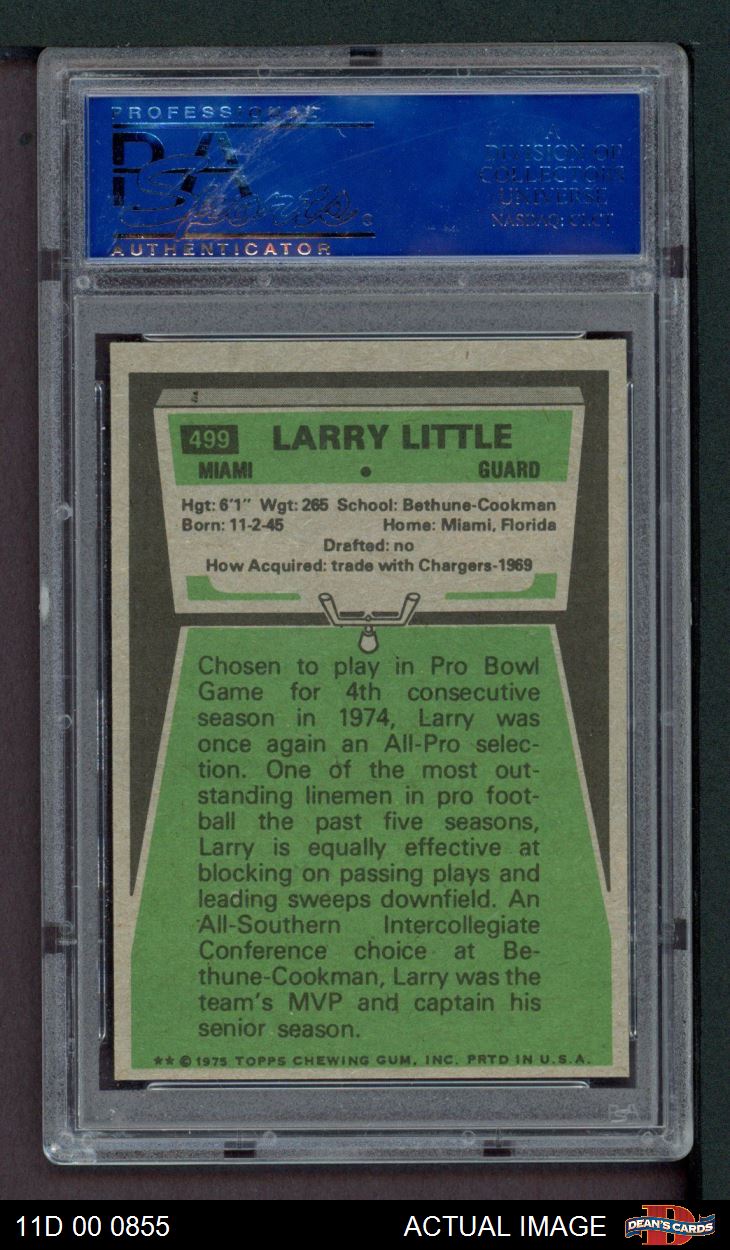 PROFESSIONAL
PSA
Sports
AUTHENTICATOR
A
DIVISION OF
COLLECTORS
UNIVERSE
NASDAQ: CLCT
499 LARRY LITTLE
MIAMI • GUARD
Hgt: 6'1" Wgt: 265 School: Bethune-Cookman
Born: 11-2-45 Home: Miami, Florida
Drafted: no
How Acquired: trade with Chargers-1969
Chosen to play in Pro Bowl
Game for 4th consecutive
season in 1974, Larry was
once again an All-Pro selec-
tion. One of the most out-
standing linemen in pro foot-
ball the past five seasons,
Larry is equally effective at
blocking on passing plays and
leading sweeps downfield. An
All-Southern Intercollegiate
Conference choice at Be-
thune-Cookman, Larry was the
team's MVP and captain his
senior season.
** © 1975 TOPPS CHEWING GUM, INC. PRTD IN U.S.A.
PSA
11D 00 0855 ACTUAL IMAGE DEAN'S CARDS